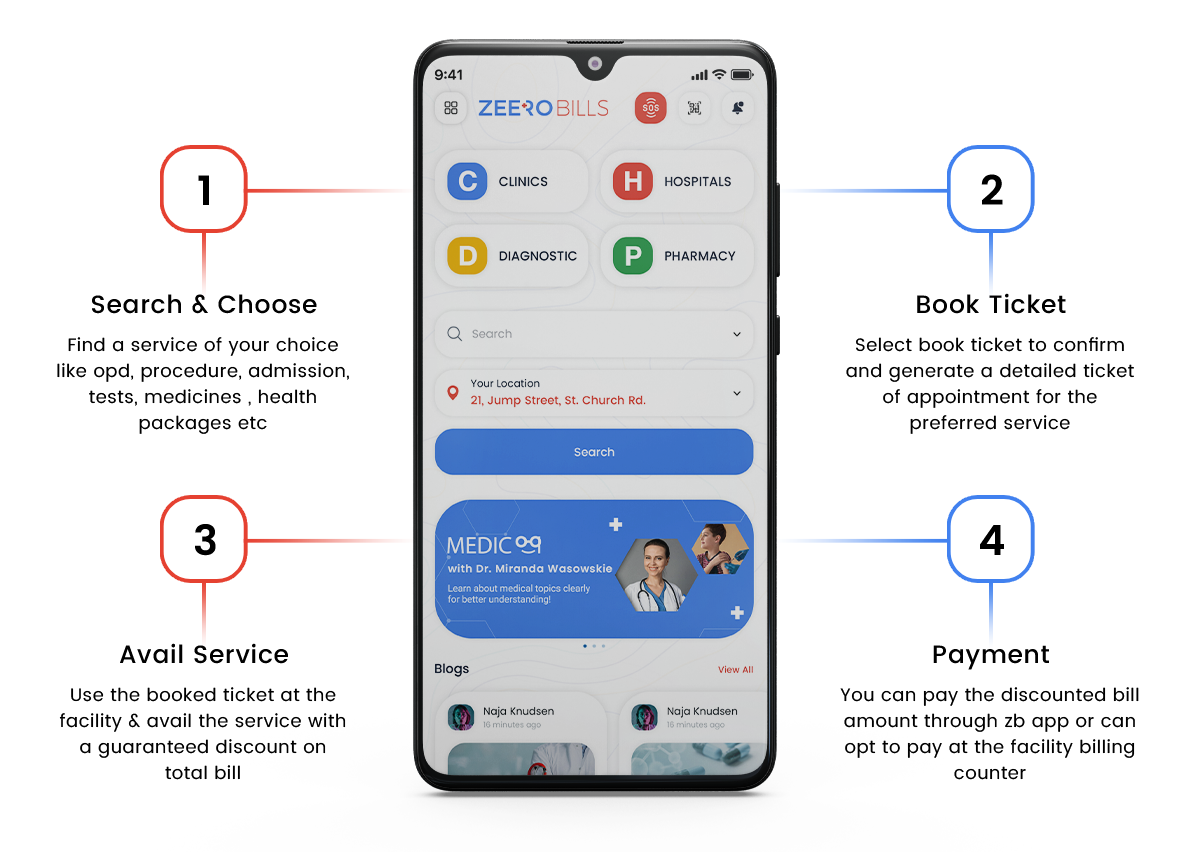 9:41
ZEERO BILLS
SOS
C CLINICS
H HOSPITALS
D DIAGNOSTIC
P PHARMACY
Search
Your Location
21, Jump Street, St. Church Rd.
Search
MEDIC
with Dr. Miranda Wasowskie
Learn about medical topics clearly
for better understanding!
Blogs
View All
Naja Knudsen
16 minutes ago
Naja Knudsen
16 minutes ago
1
Search & Choose
Find a service of your choice
like opd, procedure, admission,
tests, medicines , health
packages etc
2
Book Ticket
Select book ticket to confirm
and generate a detailed ticket
of appointment for the
preferred service
3
Avail Service
Use the booked ticket at the
facility & avail the service with
a guaranteed discount on
total bill
4
Payment
You can pay the discounted bill
amount through zb app or can
opt to pay at the facility billing
counter